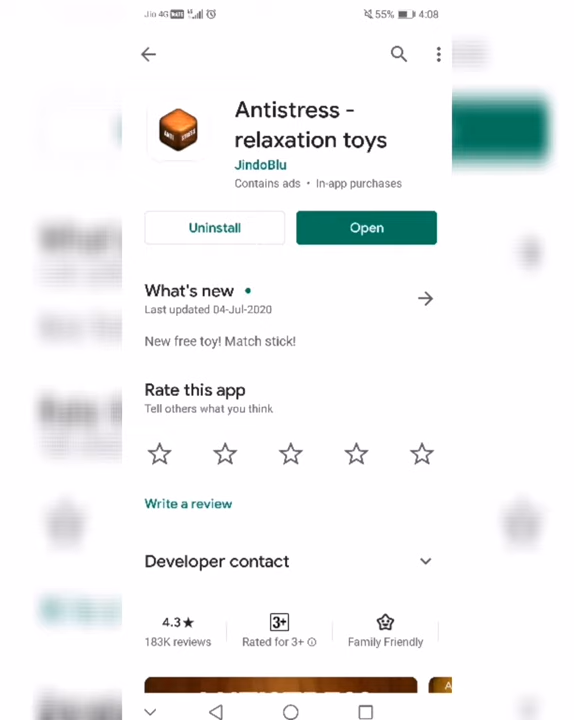 Jio 4G VoLTE 55% 4:08
Antistress -
relaxation toys
JindoBlu
Contains ads • In-app purchases
Uninstall Open
What's new •
Last updated 04-Jul-2020
New free toy! Match stick!
Rate this app
Tell others what you think
Write a review
Developer contact
4.3★ 3+
183K reviews Rated for 3+ Family Friendly